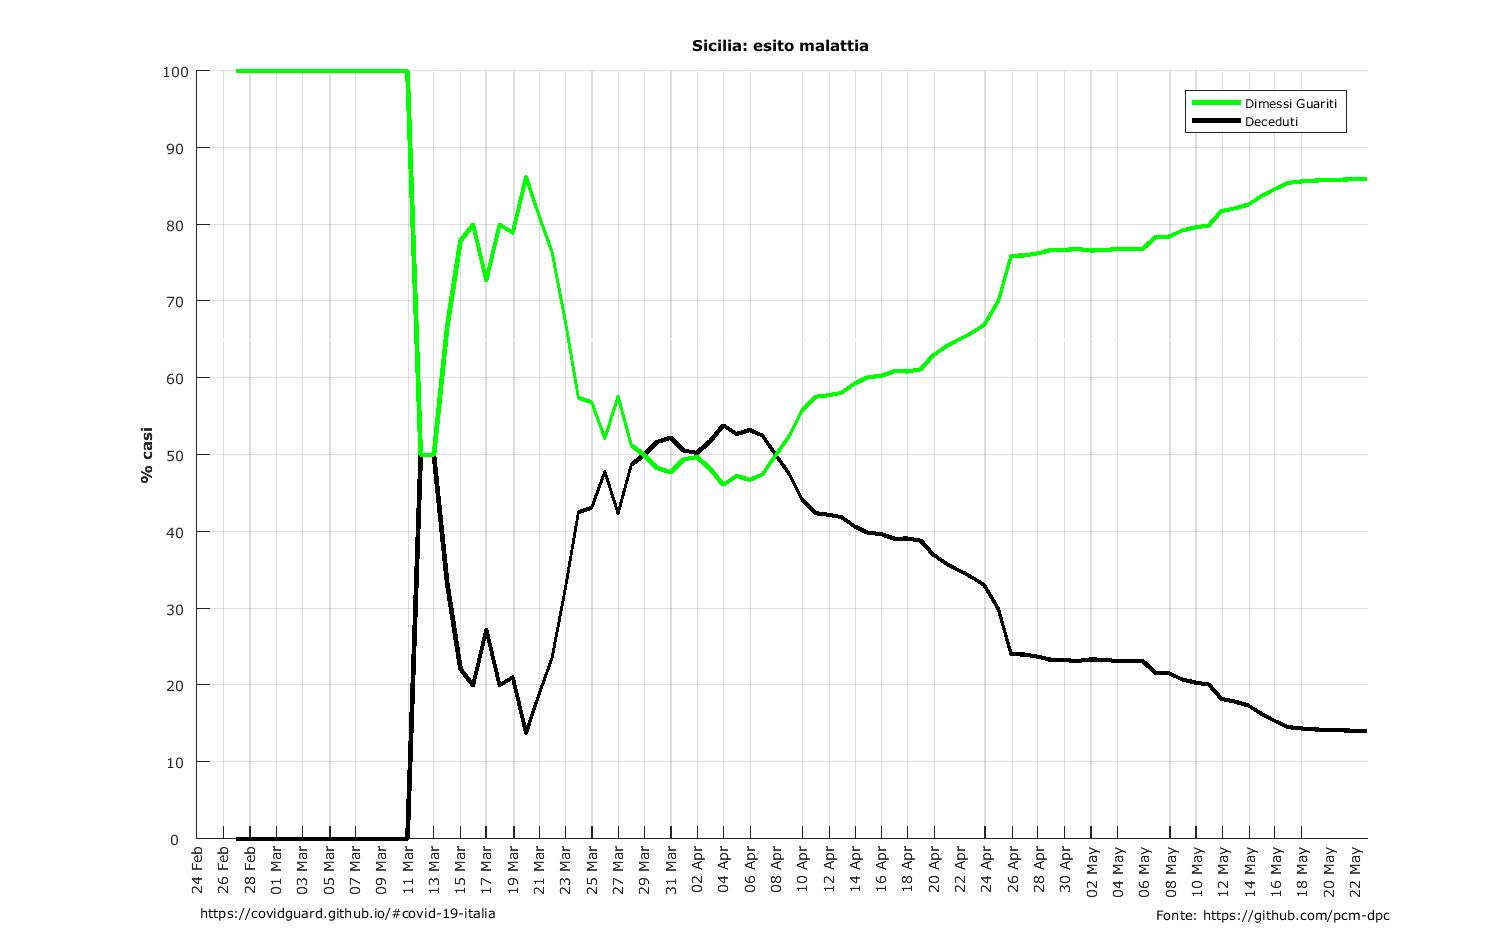 Sicilia: esito malattia
100
90
80
70
60
50
40
30
20
10
0
% casi
Dimessi Guariti
Deceduti
24 Feb
26 Feb
28 Feb
01 Mar
03 Mar
05 Mar
07 Mar
09 Mar
11 Mar
13 Mar
15 Mar
17 Mar
19 Mar
21 Mar
23 Mar
25 Mar
27 Mar
29 Mar
31 Mar
02 Apr
04 Apr
06 Apr
08 Apr
10 Apr
12 Apr
14 Apr
16 Apr
18 Apr
20 Apr
22 Apr
24 Apr
26 Apr
28 Apr
30 Apr
02 May
04 May
06 May
08 May
10 May
12 May
14 May
16 May
18 May
20 May
22 May
https://covidguard.github.io/#covid-19-italia
Fonte: https://github.com/pcm-dpc